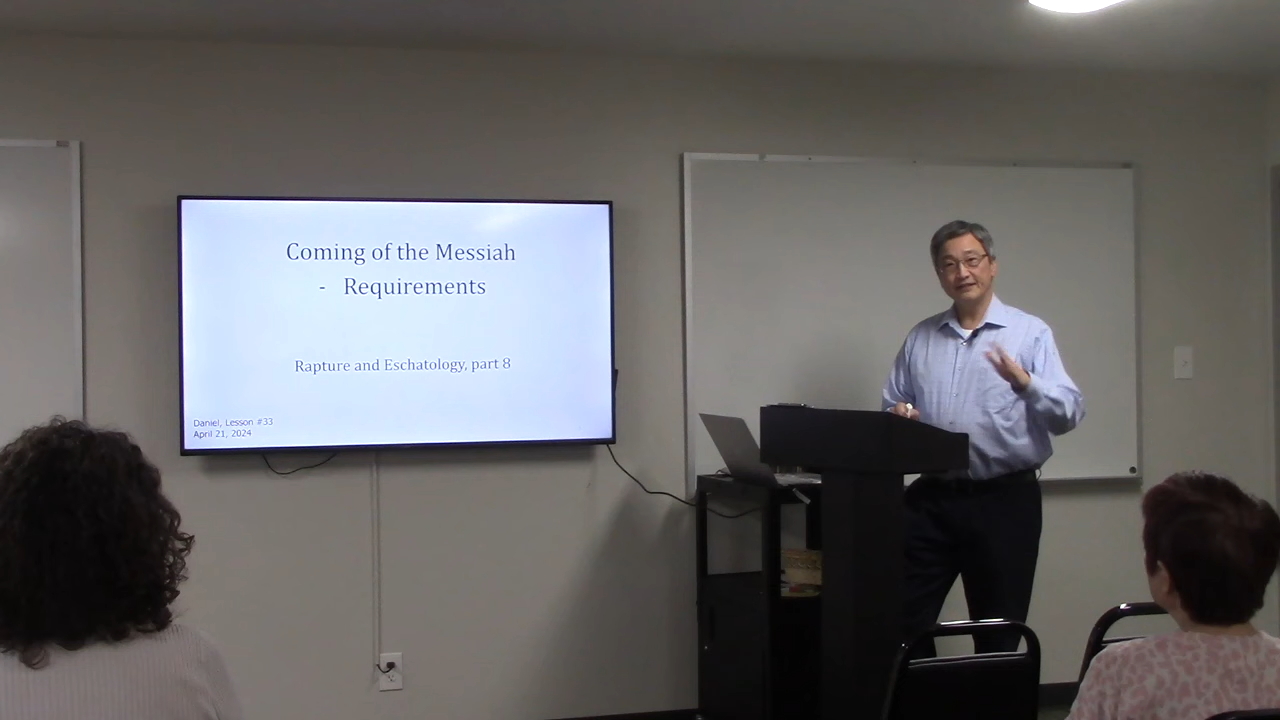 Coming of the Messiah
- Requirements
Rapture and Eschatology, part 8
Daniel, Lesson #33
April 21, 2024